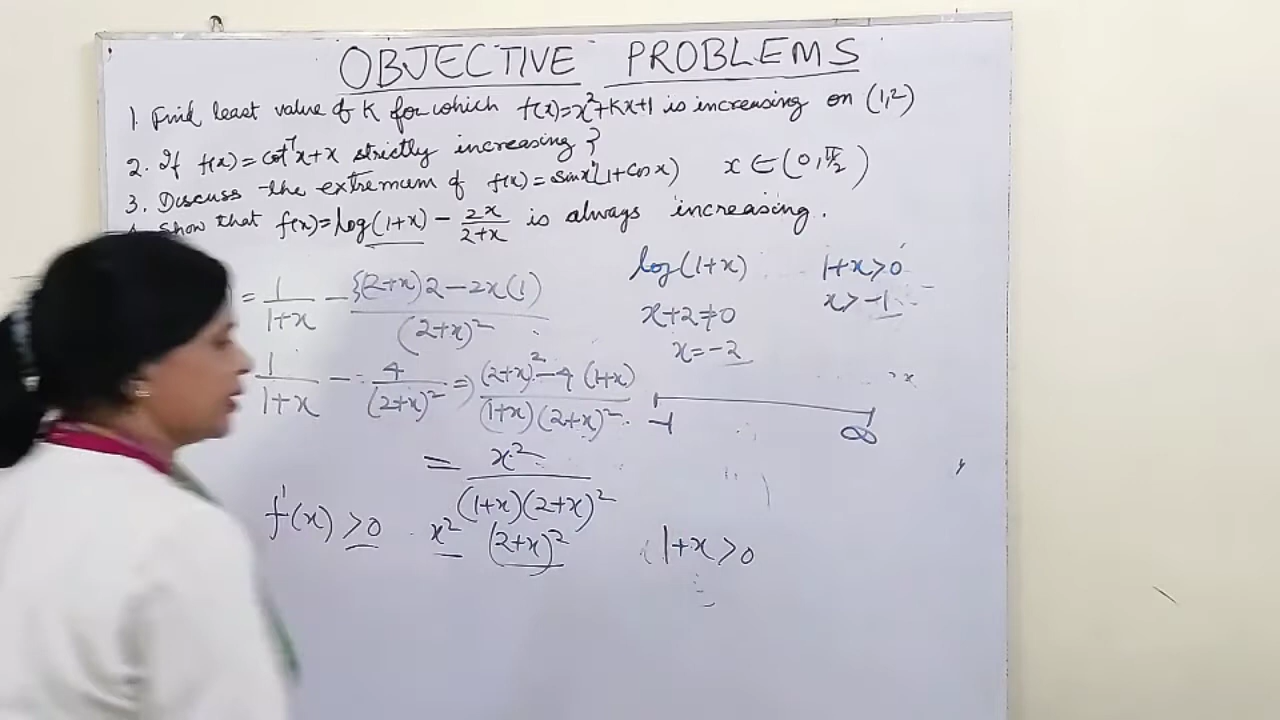 OBJECTIVE PROBLEMS
1. Find least value of K for which f(x)=x²+Kx+1 is increasing on (1,2)
2. If f(x)=cot⁻¹x+x strictly increasing?
3. Discuss the extremum of f(x)=sinx(1+cosx) x∈(0,π/2)
Show that f(x)=log(1+x) - 2x/2+x is always increasing.
log(1+x) 1+x>0
= 1/1+x - {(2+x)2-2x(1)/(2+x)²
x+2≠0 x>-1
x=-2
1/1+x - 4/(2+x)² => (2+x)²-4(1+x)/(1+x)(2+x)²
-1 ∞
= x²/(1+x)(2+x)²
f'(x)>0 x² (2+x)² 1+x>0